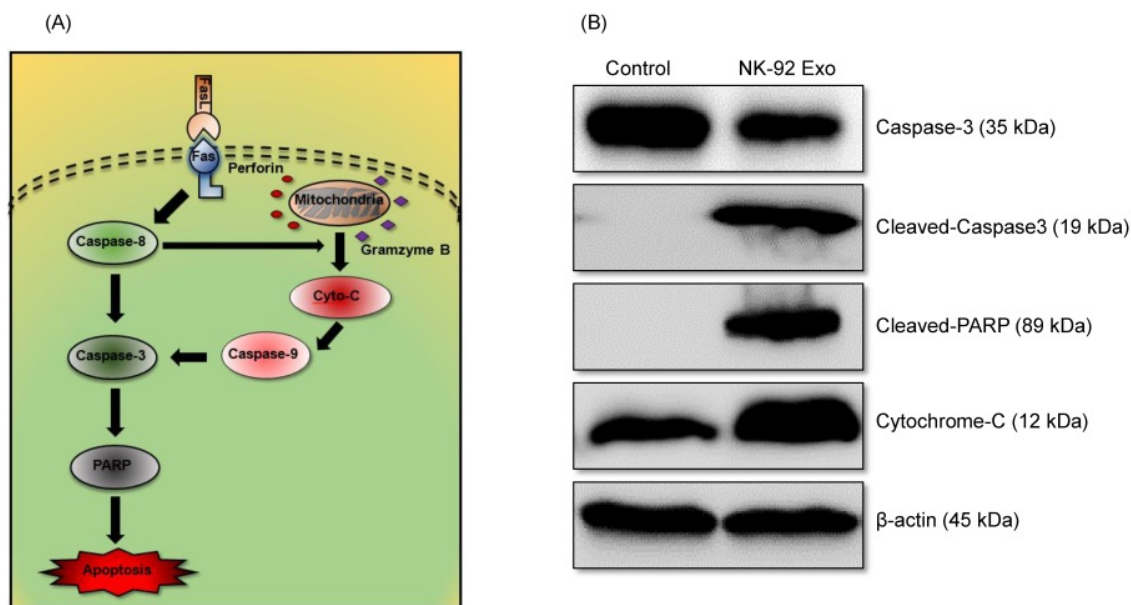 (A)
FasL
Fas
Perforin
Mitochondria
Caspase-8
Gramzyme B
Cyto-C
Caspase-3
Caspase-9
PARP
Apoptosis
(B)
Control NK-92 Exo
Caspase-3 (35 kDa)
Cleaved-Caspase3 (19 kDa)
Cleaved-PARP (89 kDa)
Cytochrome-C (12 kDa)
β-actin (45 kDa)